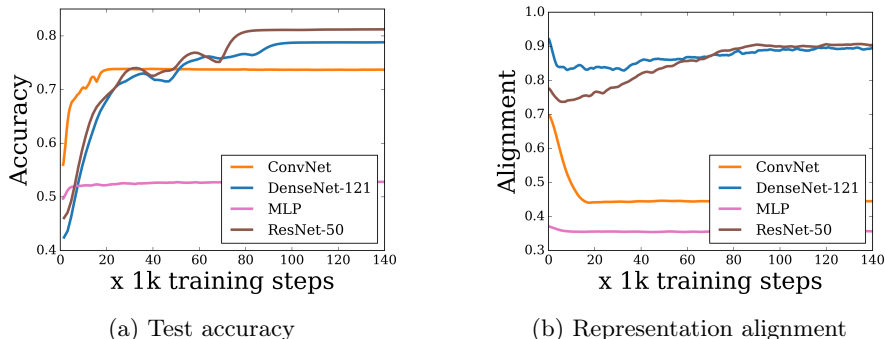 0.8
0.7
0.6
0.5
0.4
Accuracy
ConvNet
DenseNet-121
MLP
ResNet-50
0 20 40 60 80 100 120 140
x 1k training steps
(a) Test accuracy
1.0
0.9
0.8
0.7
0.6
0.5
0.4
0.3
Alignment
ConvNet
DenseNet-121
MLP
ResNet-50
0 20 40 60 80 100 120 140
x 1k training steps
(b) Representation alignment